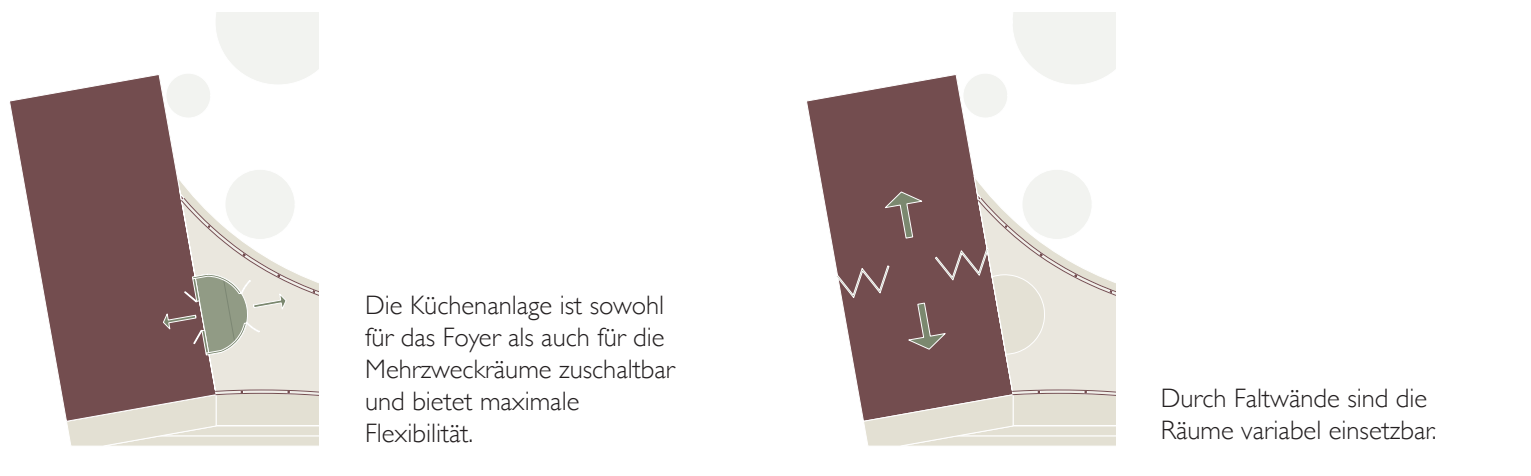 Die Küchenanlage ist sowohl
für das Foyer als auch für die
Mehrzweckräume zuschaltbar
und bietet maximale
Flexibilität.
Durch Faltwände sind die
Räume variabel einsetzbar.